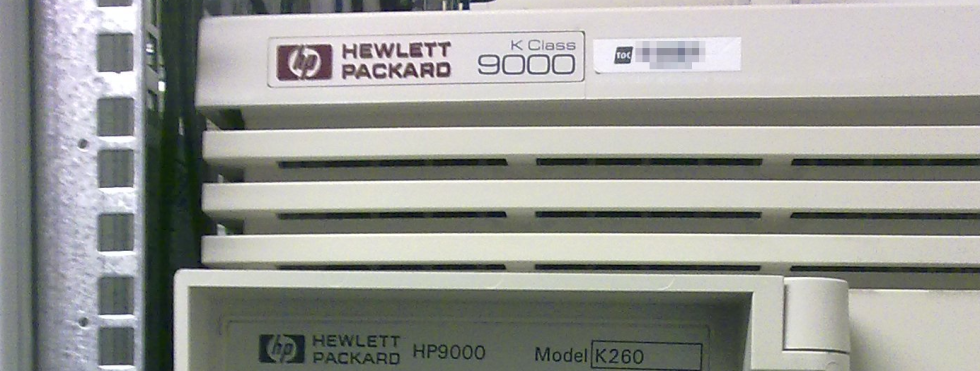 hp HEWLETT PACKARD K Class 9000
TOC
hp HEWLETT PACKARD HP9000 Model K260